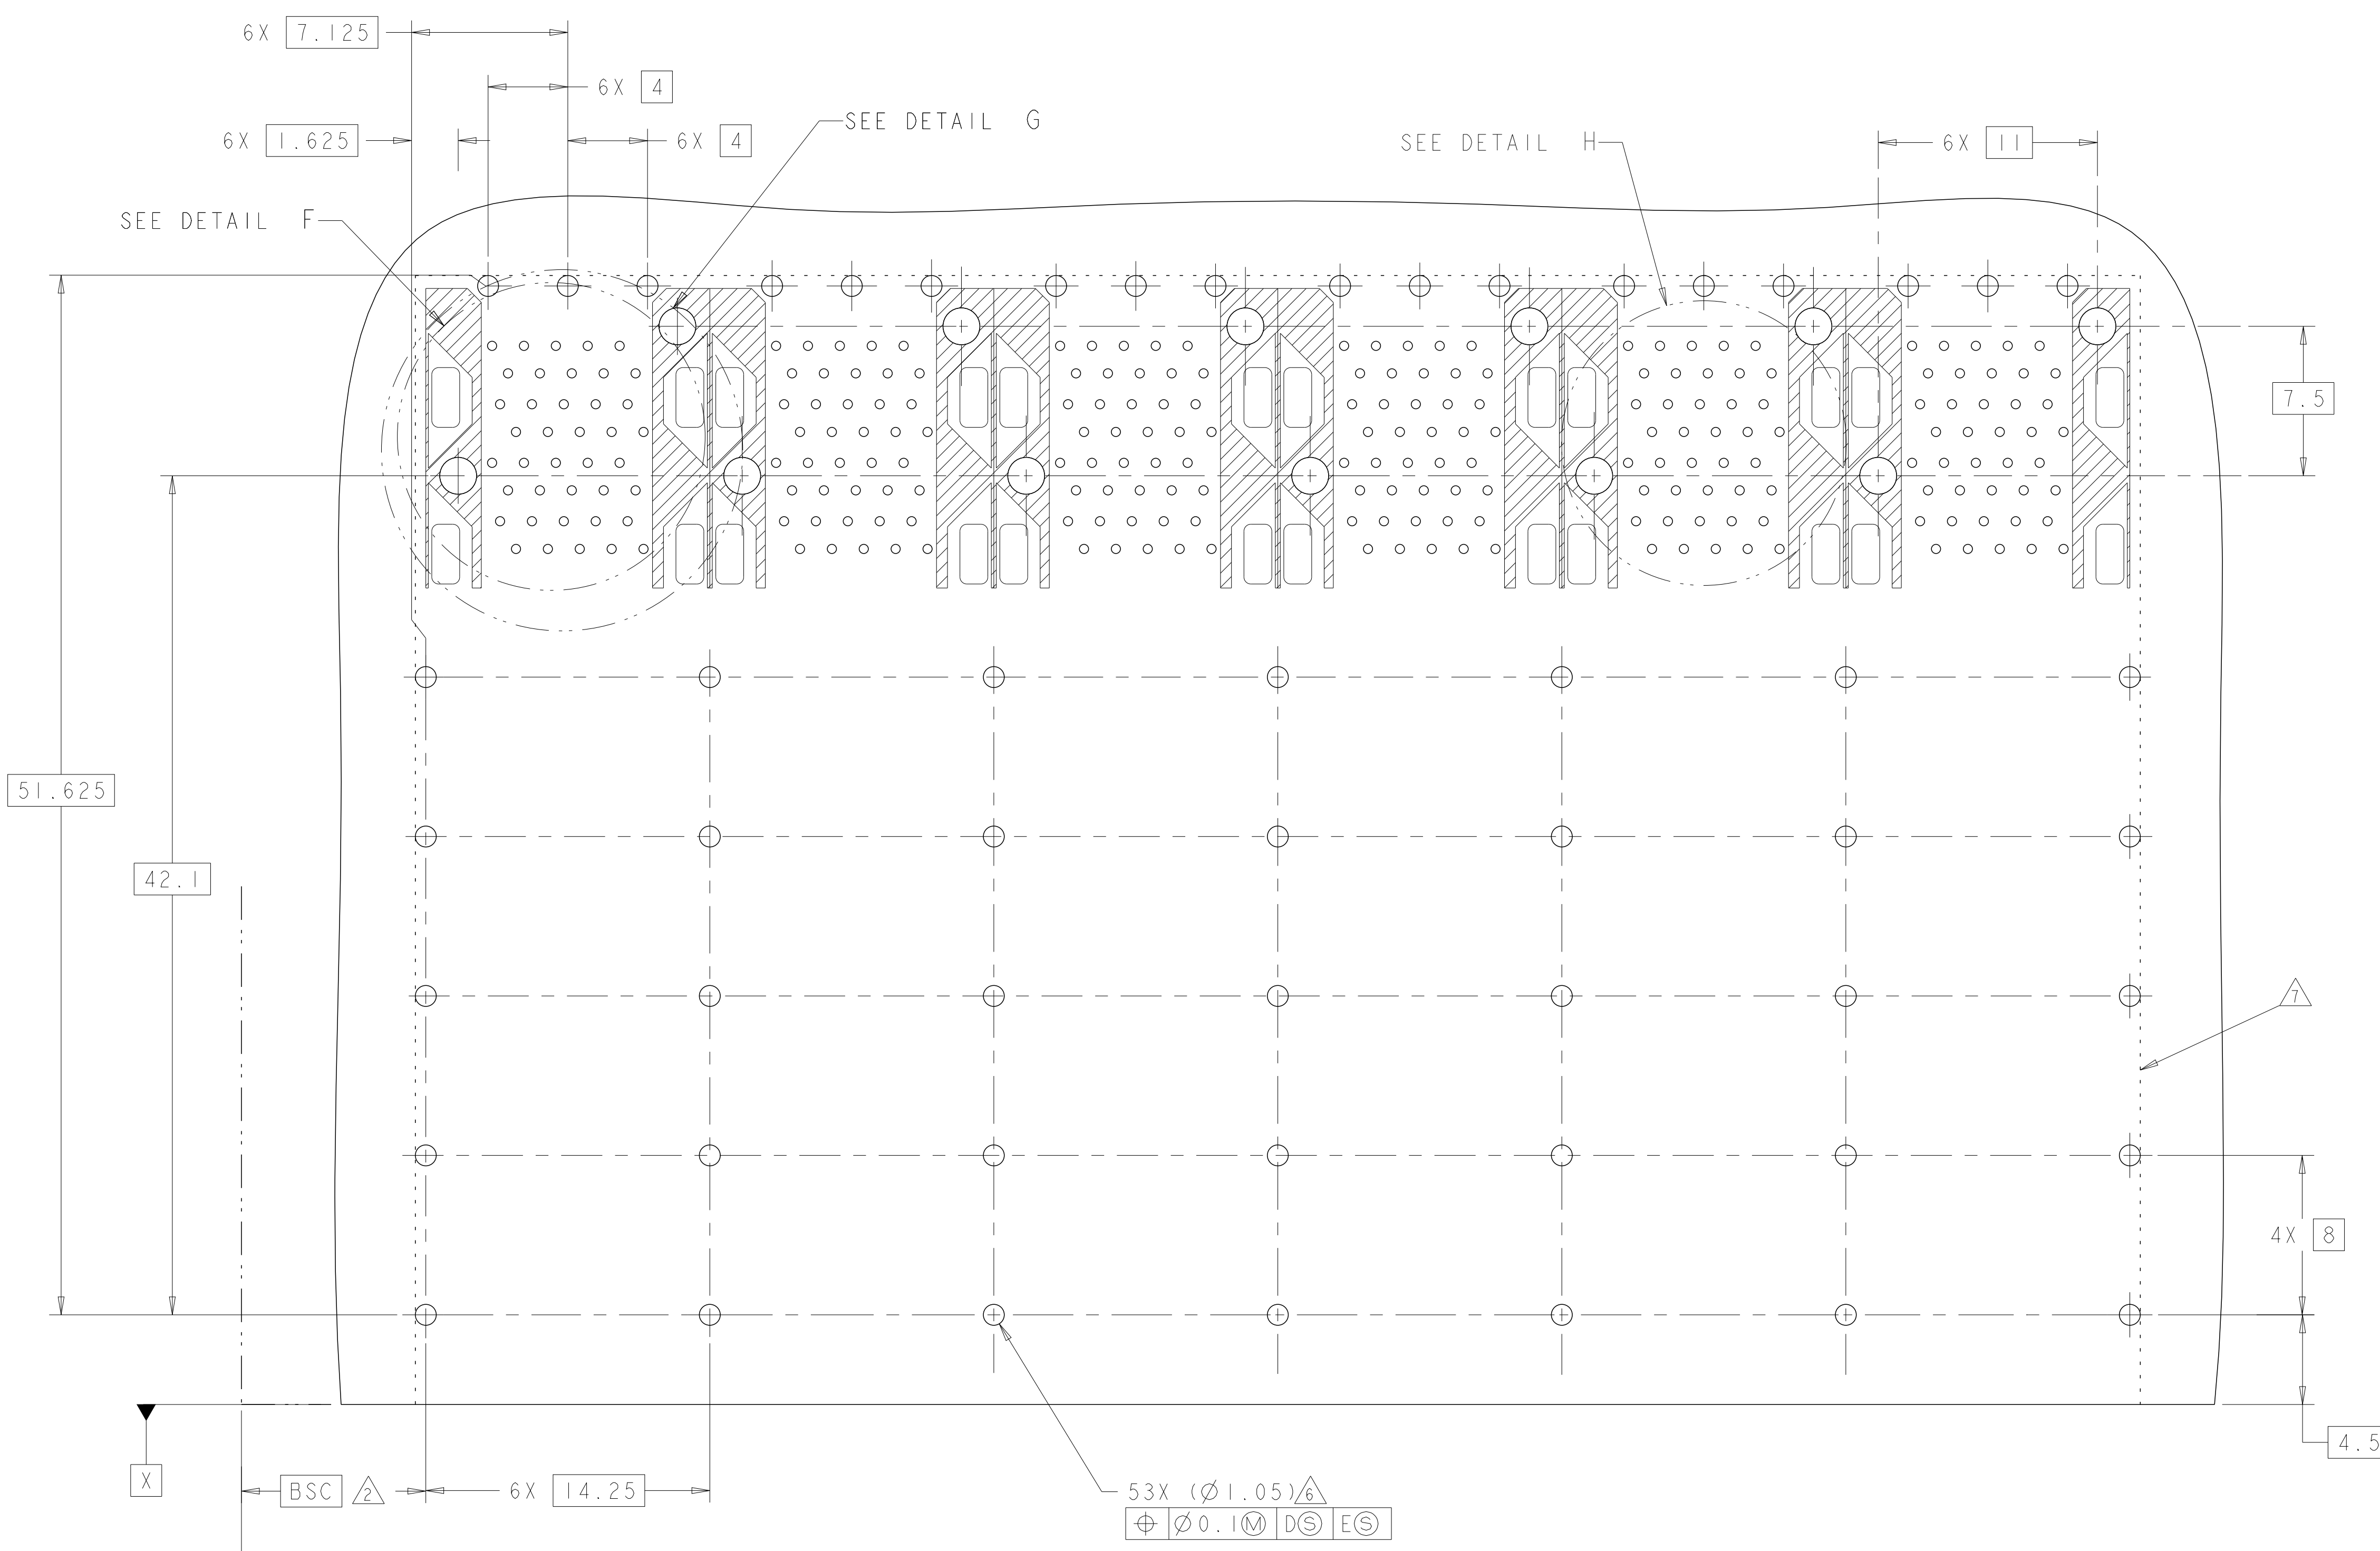 6X 7.125
6X 4
6X 1.625
6X 4
SEE DETAIL G
SEE DETAIL H
6X 11
SEE DETAIL F
7.5
51.625
42.1
7
4X 8
4.5
X
BSC 2
6X 14.25
53X (Ø1.05) 6
⌖ Ø0.1Ⓜ DⓈ EⓈ